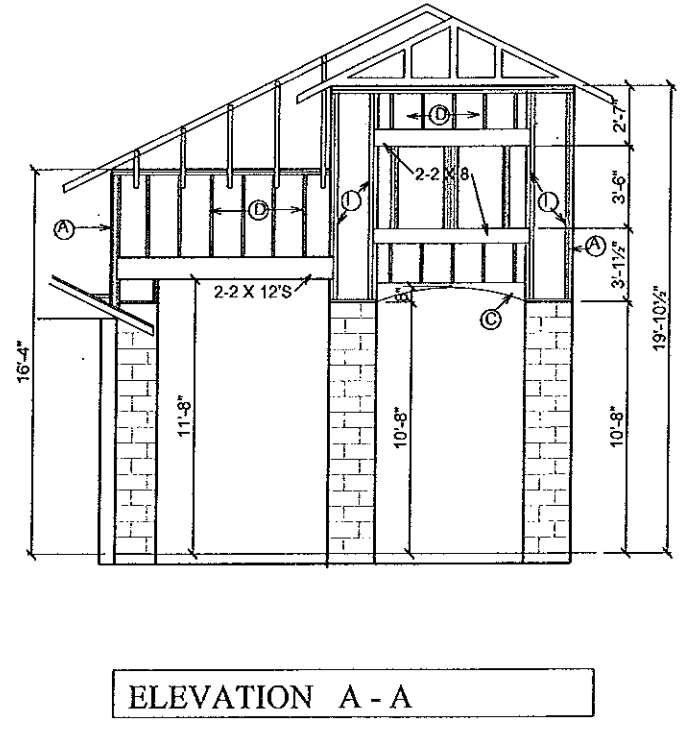 D
2'-7"
2-2 X 8
3'-6"
I
I
D
A
A
3'-1½"
2-2 X 12'S
8"
C
16'-4"
11'-8"
10'-8"
10'-8"
19'-10½"
ELEVATION A - A